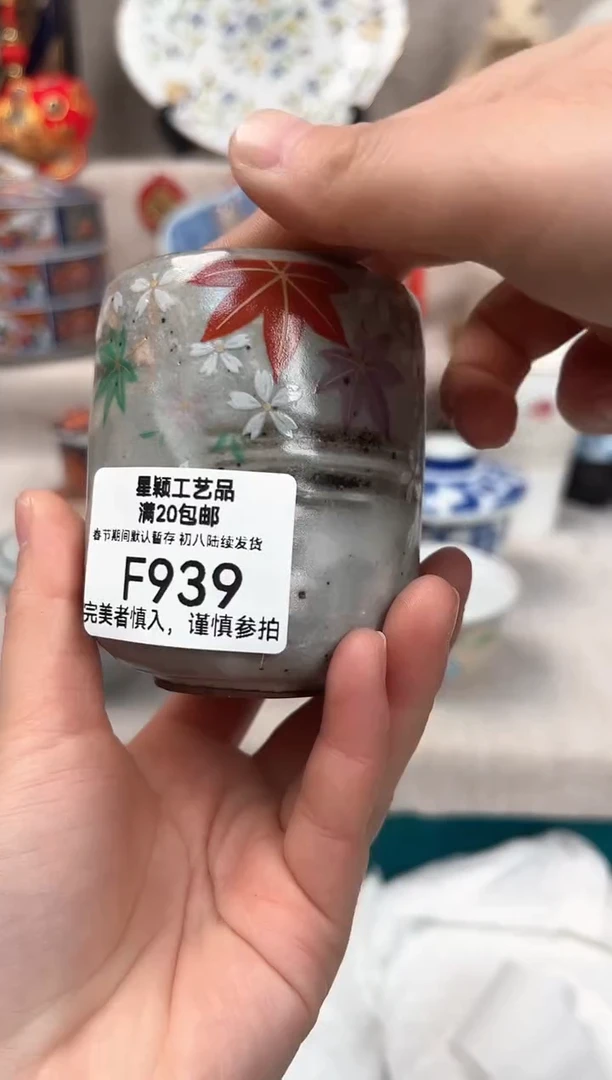 星颖工艺品
满20包邮
春节期间默认暂存 初八陆续发货
F939
完美者慎入，谨慎参拍